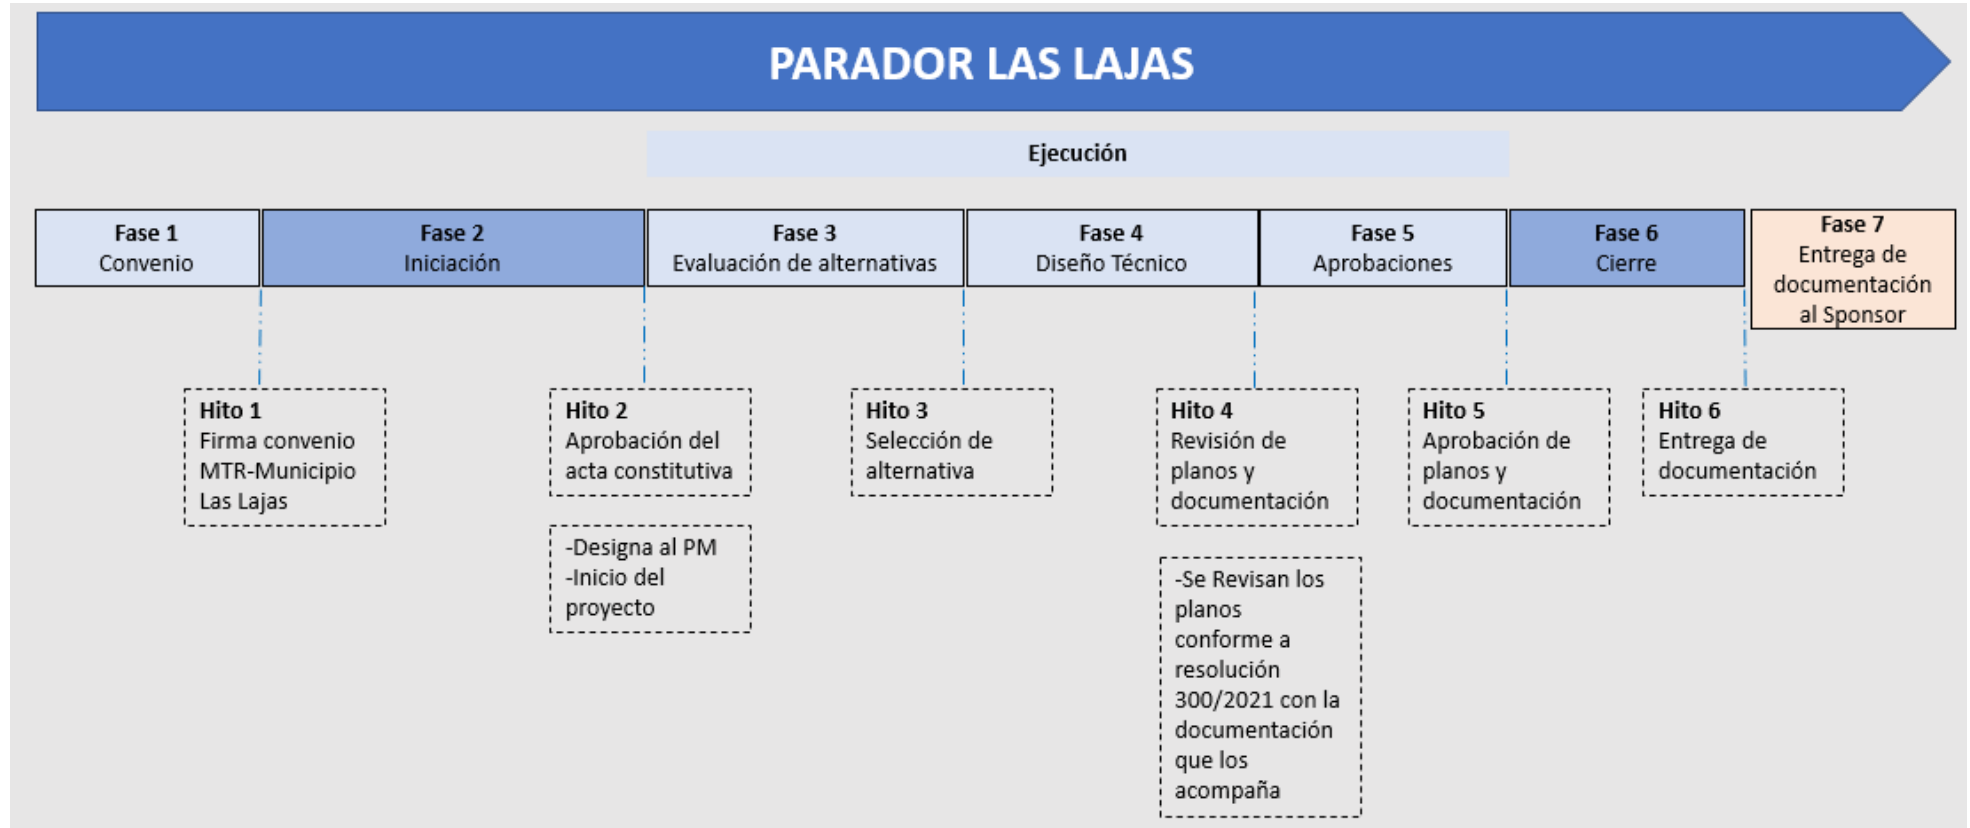 PARADOR LAS LAJAS
Ejecución
Fase 1
Convenio
Fase 2
Iniciación
Fase 3
Evaluación de alternativas
Fase 4
Diseño Técnico
Fase 5
Aprobaciones
Fase 6
Cierre
Fase 7
Entrega de
documentación
al Sponsor
Hito 1
Firma convenio
MTR-Municipio
Las Lajas
Hito 2
Aprobación del
acta constitutiva
-Designa al PM
-Inicio del
proyecto
Hito 3
Selección de
alternativa
Hito 4
Revisión de
planos y
documentación
-Se Revisan los
planos
conforme a
resolución
300/2021 con la
documentación
que los
acompaña
Hito 5
Aprobación de
planos y
documentación
Hito 6
Entrega de
documentación